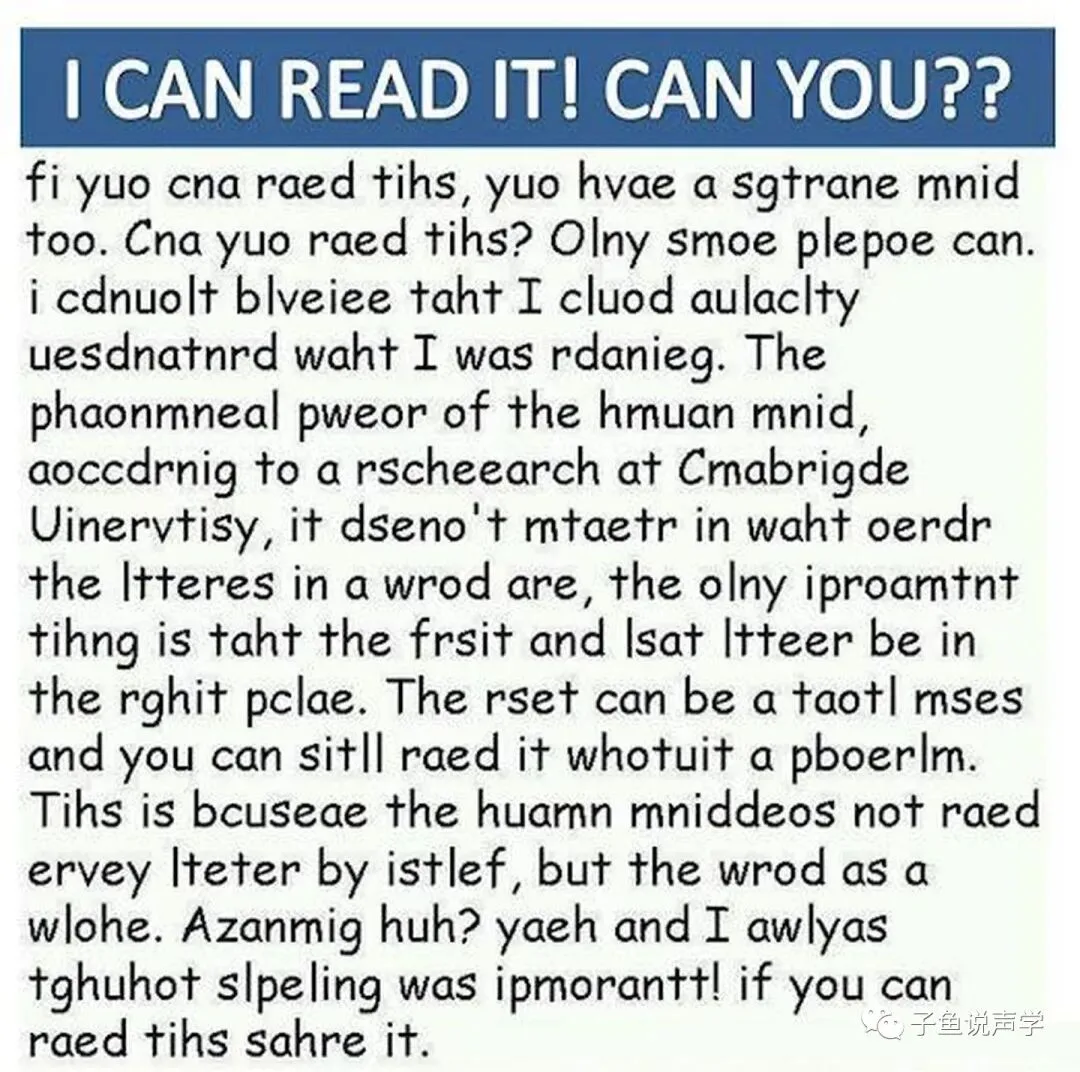 I CAN READ IT! CAN YOU??
fi yuo cna raed tihs, yuo hvae a sgtrane mnid
too. Cna yuo raed tihs? Olny smoe plepoe can.
i cdnuolt blveiee taht I cluod aulaclty
uesdnatnrd waht I was rdanieg. The
phaonmneal pweor of the hmuan mnid,
aoccdrnig to a rscheearch at Cmabrigde
Uinervtisy, it dseno't mtaetr in waht oerdr
the ltteres in a wrod are, the olny iproamtnt
tihng is taht the frsit and lsat ltteer be in
the rghit pclae. The rset can be a taotl mses
and you can sitll raed it whotuit a pboerlm.
Tihs is bcuseae the huamn mniddeos not raed
ervey lteter by istlef, but the wrod as a
wlohe. Azanmig huh? yaeh and I awlyas
tghuhot slpeling was ipmorantt! if you can
raed tihs sahre it.
子鱼说声学